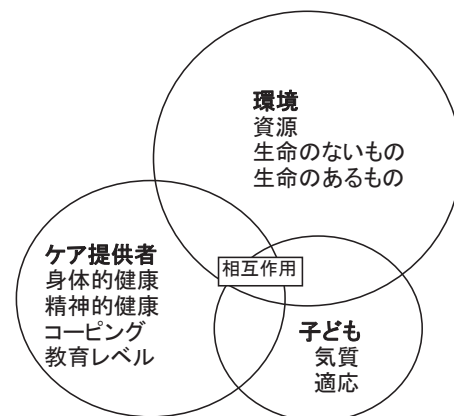 環境
資源
生命のないもの
生命のあるもの
ケア提供者
身体的健康
精神的健康
コーピング
教育レベル
相互作用
子ども
気質
適応